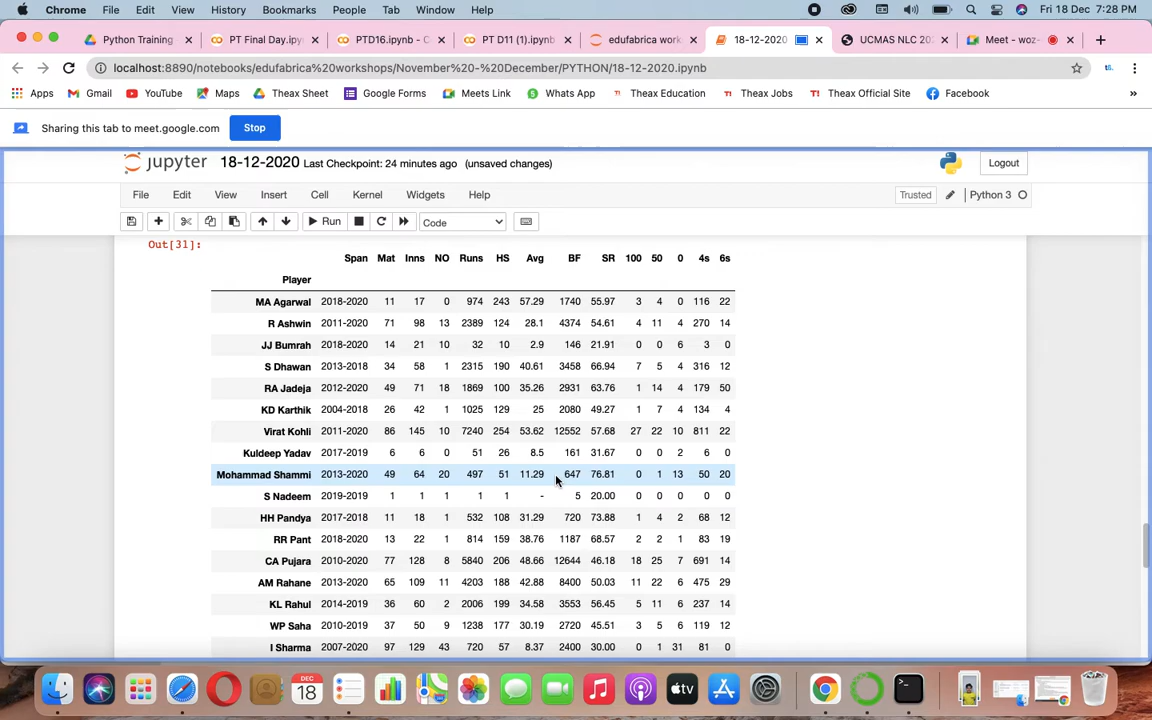 Chrome File Edit View History Bookmarks People Tab Window Help Fri 18 Dec 7:28 PM
Python Training PT Final Day.ipyn PTD16.ipynb - C PT D11 (1).ipynb edufabrica work 18-12-2020 UCMAS NLC 20 Meet - woz-
localhost:8890/notebooks/edufabrica%20workshops/November%20-%20December/PYTHON/18-12-2020.ipynb
Apps Gmail YouTube Maps Theax Sheet Google Forms Meets Link Whats App Theax Education Theax Jobs Theax Official Site Facebook »
Sharing this tab to meet.google.com Stop
jupyter 18-12-2020 Last Checkpoint: 24 minutes ago (unsaved changes) Logout
File Edit View Insert Cell Kernel Widgets Help Trusted Python 3
Run Code
Out[31]:
Span Mat Inns NO Runs HS Avg BF SR 100 50 0 4s 6s
Player
MA Agarwal 2018-2020 11 17 0 974 243 57.29 1740 55.97 3 4 0 116 22
R Ashwin 2011-2020 71 98 13 2389 124 28.1 4374 54.61 4 11 4 270 14
JJ Bumrah 2018-2020 14 21 10 32 10 2.9 146 21.91 0 0 6 3 0
S Dhawan 2013-2018 34 58 1 2315 190 40.61 3458 66.94 7 5 4 316 12
RA Jadeja 2012-2020 49 71 18 1869 100 35.26 2931 63.76 1 14 4 179 50
KD Karthik 2004-2018 26 42 1 1025 129 25 2080 49.27 1 7 4 134 4
Virat Kohli 2011-2020 86 145 10 7240 254 53.62 12552 57.68 27 22 10 811 22
Kuldeep Yadav 2017-2019 6 6 0 51 26 8.5 161 31.67 0 0 2 6 0
Mohammad Shammi 2013-2020 49 64 20 497 51 11.29 647 76.81 0 1 13 50 20
S Nadeem 2019-2019 1 1 1 1 1 - 5 20.00 0 0 0 0 0
HH Pandya 2017-2018 11 18 1 532 108 31.29 720 73.88 1 4 2 68 12
RR Pant 2018-2020 13 22 1 814 159 38.76 1187 68.57 2 2 1 83 19
CA Pujara 2010-2020 77 128 8 5840 206 48.66 12644 46.18 18 25 7 691 14
AM Rahane 2013-2020 65 109 11 4203 188 42.88 8400 50.03 11 22 6 475 29
KL Rahul 2014-2019 36 60 2 2006 199 34.58 3553 56.45 5 11 6 237 14
WP Saha 2010-2019 37 50 9 1238 177 30.19 2720 45.51 3 5 6 119 12
I Sharma 2007-2020 97 129 43 720 57 8.37 2400 30.00 0 1 31 81 0
DEC
18
tv